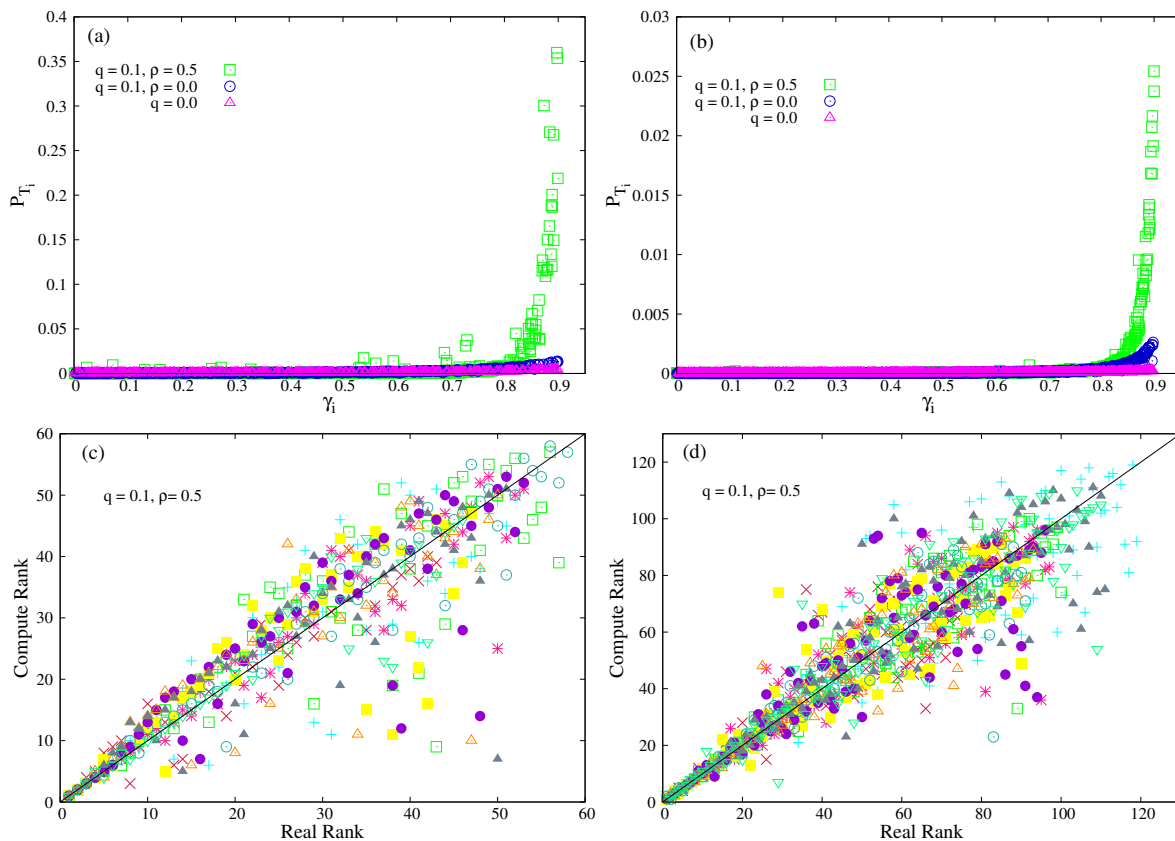 (a)
q = 0.1, ρ = 0.5
q = 0.1, ρ = 0.0
q = 0.0
P_T_i
0.4
0.35
0.3
0.25
0.2
0.15
0.1
0.05
0
0 0.1 0.2 0.3 0.4 0.5 0.6 0.7 0.8 0.9
γ_i
(b)
q = 0.1, ρ = 0.5
q = 0.1, ρ = 0.0
q = 0.0
P_T_i
0.03
0.025
0.02
0.015
0.01
0.005
0
0 0.1 0.2 0.3 0.4 0.5 0.6 0.7 0.8 0.9
γ_i
(c)
q = 0.1, ρ= 0.5
Compute Rank
60
50
40
30
20
10
0
0 10 20 30 40 50 60
Real Rank
(d)
q = 0.1, ρ= 0.5
Compute Rank
120
100
80
60
40
20
0
0 20 40 60 80 100 120
Real Rank